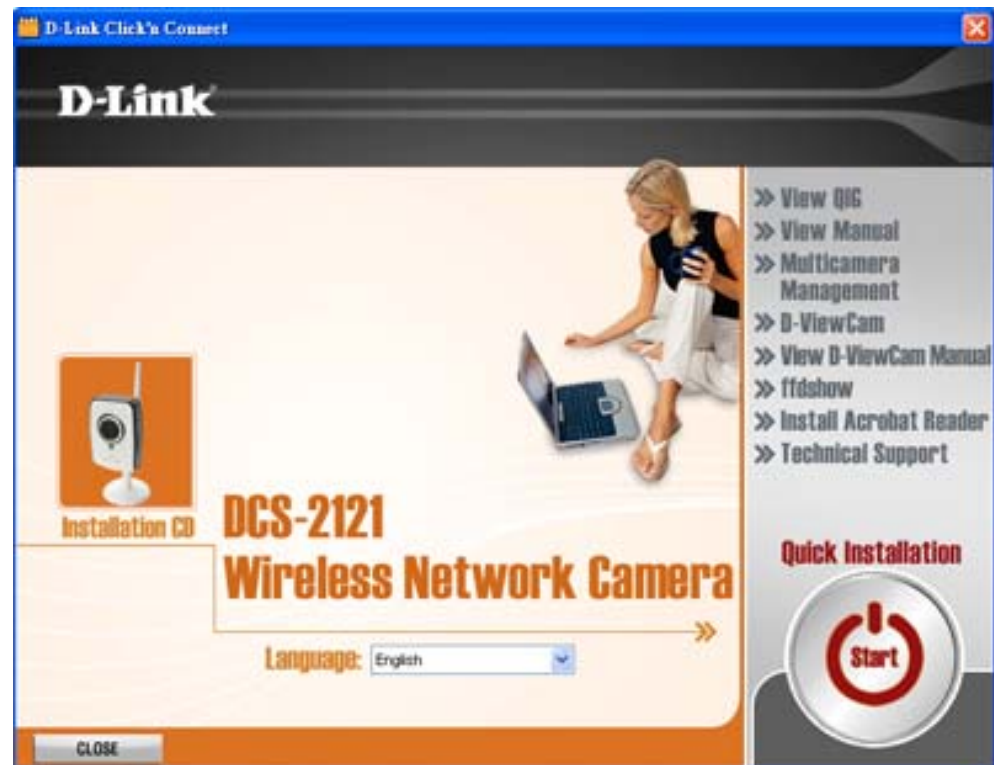 D-Link Click'n Connect
D-Link
View QIG
View Manual
Multicamera
Management
D-ViewCam
View D-ViewCam Manual
ffdshow
Install Acrobat Reader
Technical Support
Installation CD
DCS-2121
Wireless Network Camera
Language: English
Quick Installation
Start
CLOSE